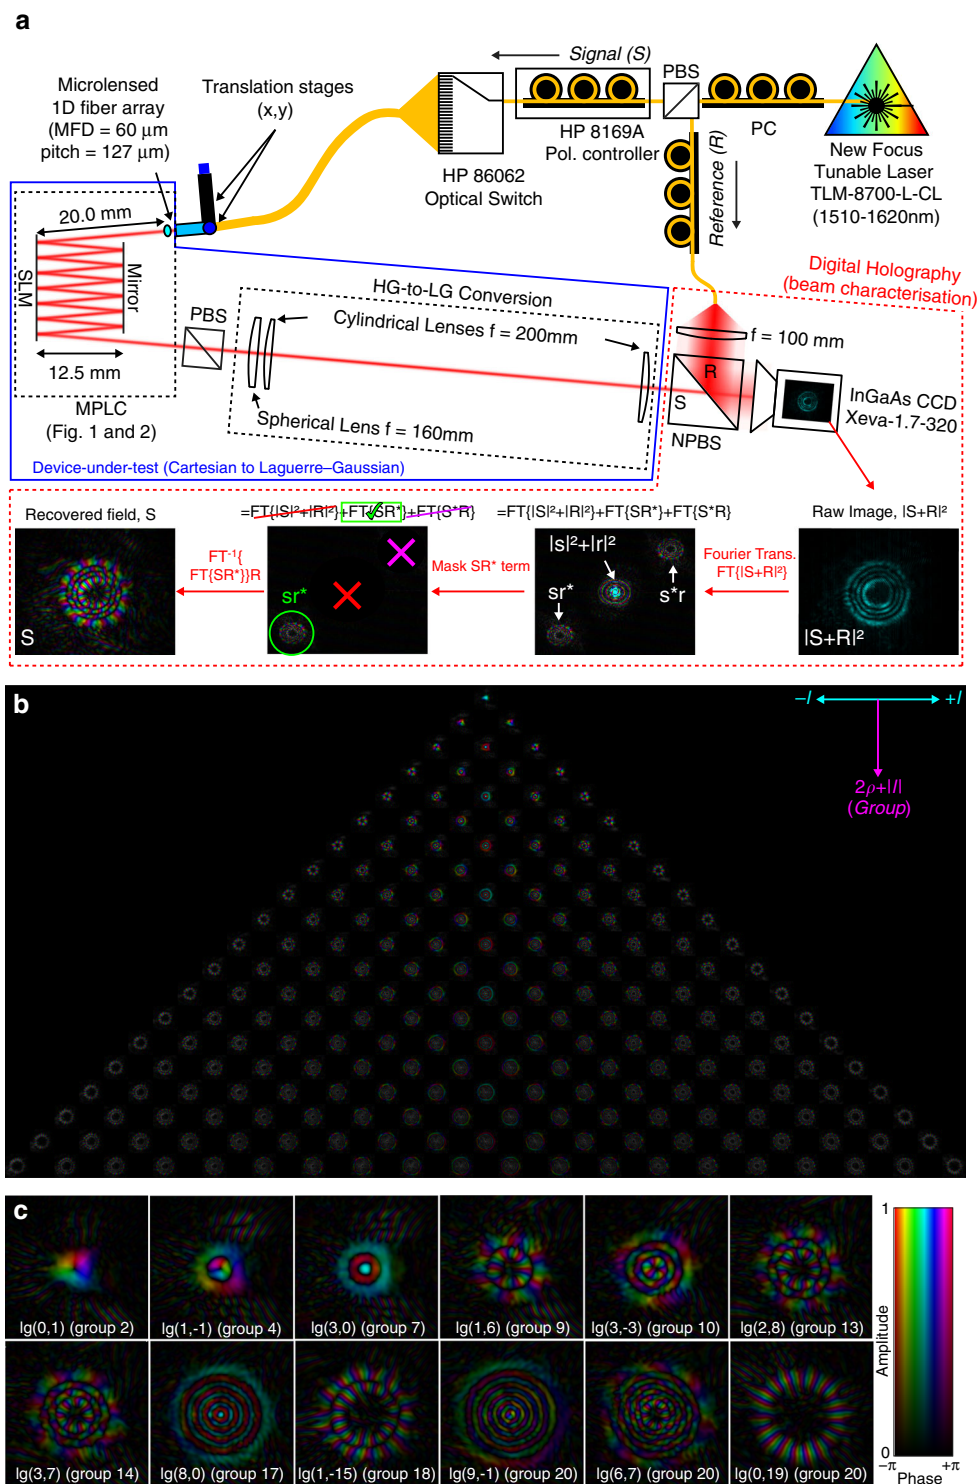 a
Signal (S)
PBS
Microlensed
1D fiber array
(MFD = 60 μm
pitch = 127 μm)
Translation stages
(x,y)
HP 8169A
Pol. controller
PC
HP 86062
Optical Switch
Reference (R)
New Focus
Tunable Laser
TLM-8700-L-CL
(1510-1620nm)
20.0 mm
SLM
Mirror
12.5 mm
MPLC
(Fig. 1 and 2)
PBS
HG-to-LG Conversion
Cylindrical Lenses f = 200mm
Spherical Lens f = 160mm
Digital Holography
(beam characterisation)
f = 100 mm
R
S
NPBS
InGaAs CCD
Xeva-1.7-320
Device-under-test (Cartesian to Laguerre–Gaussian)
Recovered field, S
=FT{|S|²+|R|²}+FT{SR*}+FT{S*R}
=FT{|S|²+|R|²}+FT{SR*}+FT{S*R}
Raw Image, |S+R|²
S
FT⁻¹{
FT{SR*}}R
sr*
Mask SR* term
|s|²+|r|²
sr*
s*r
Fourier Trans.
FT{|S+R|²}
|S+R|²
b
–l
+l
2ρ+|l|
(Group)
c
lg(0,1) (group 2)
lg(1,-1) (group 4)
lg(3,0) (group 7)
lg(1,6) (group 9)
lg(3,-3) (group 10)
lg(2,8) (group 13)
lg(3,7) (group 14)
lg(8,0) (group 17)
lg(1,-15) (group 18)
lg(9,-1) (group 20)
lg(6,7) (group 20)
lg(0,19) (group 20)
1
Amplitude
0
−π
Phase
+π